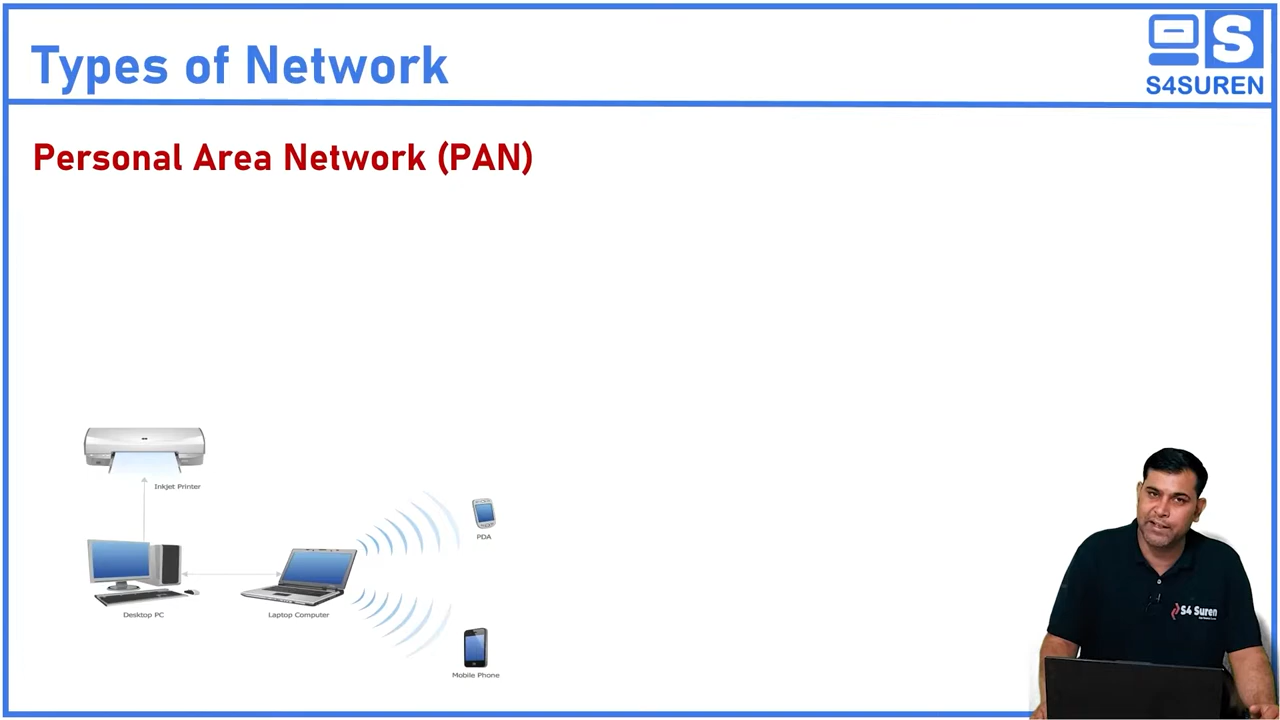 Types of Network
S
S4SUREN
Personal Area Network (PAN)
Inkjet Printer
PDA
Desktop PC
Laptop Computer
S4 Suren
Mobile Phone